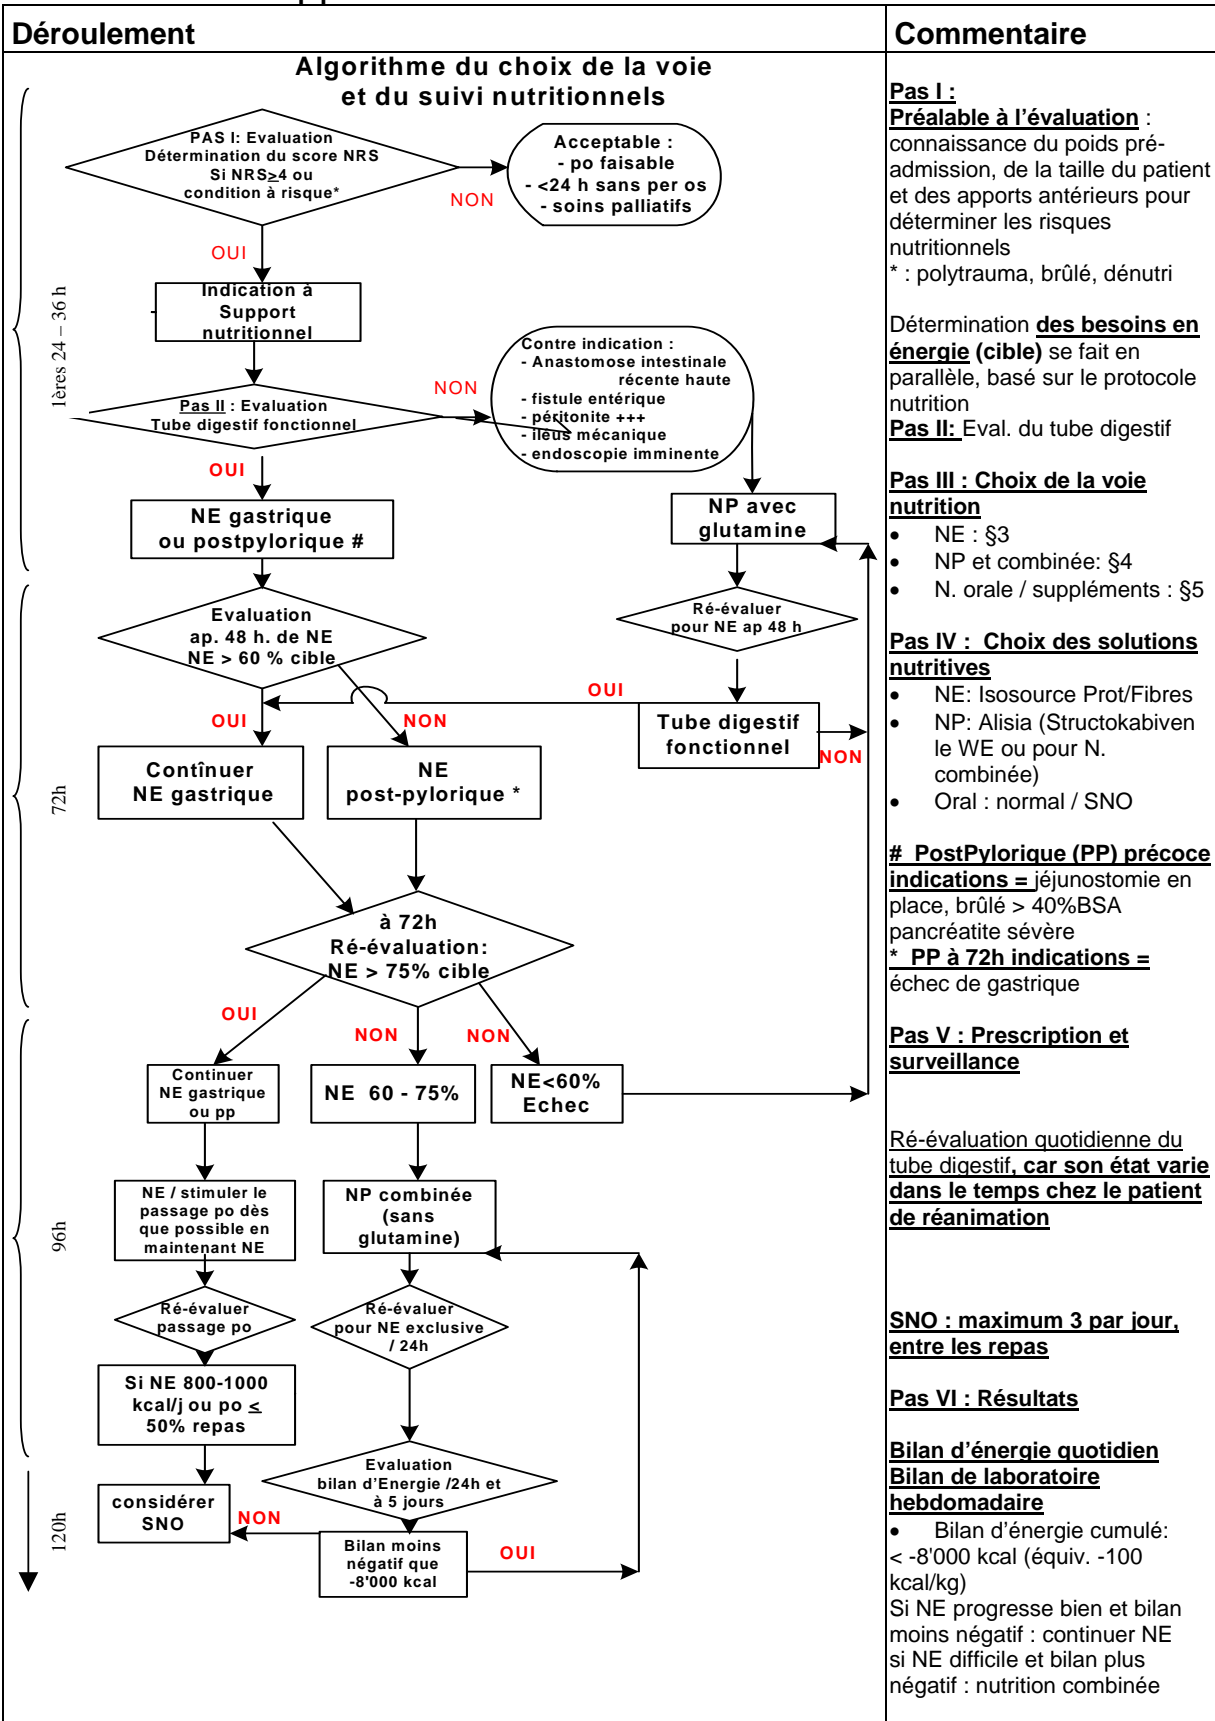 Déroulement
Algorithme du choix de la voie
et du suivi nutritionnels
PAS I: Evaluation
Détermination du score NRS
Si NRS≥4 ou
condition à risque*
NON
Acceptable :
- po faisable
- <24 h sans per os
- soins palliatifs
OUI
1ères 24 – 36 h
Indication à
Support
nutritionnel
Pas II : Evaluation
Tube digestif fonctionnel
NON
Contre indication :
- Anastomose intestinale
récente haute
- fistule entérique
- péritonite +++
- iléus mécanique
- endoscopie imminente
OUI
NE gastrique
ou postpylorique #
NP avec
glutamine
Evaluation
ap. 48 h. de NE
NE > 60 % cible
Ré-évaluer
pour NE ap 48 h
OUI
OUI
NON
Tube digestif
fonctionnel
NON
72h
Contînuer
NE gastrique
NE
post-pylorique *
à 72h
Ré-évaluation:
NE > 75% cible
OUI
NON
NON
Continuer
NE gastrique
ou pp
NE 60 - 75%
NE<60%
Echec
96h
NE / stimuler le
passage po dès
que possible en
maintenant NE
NP combinée
(sans
glutamine)
Ré-évaluer
passage po
Ré-évaluer
pour NE exclusive
/ 24h
Si NE 800-1000
kcal/j ou po ≤
50% repas
Evaluation
bilan d'Energie /24h et
à 5 jours
120h
considérer
SNO
NON
Bilan moins
négatif que
-8'000 kcal
OUI
Commentaire
Pas I :
Préalable à l’évaluation :
connaissance du poids pré-
admission, de la taille du patient
et des apports antérieurs pour
déterminer les risques
nutritionnels
* : polytrauma, brûlé, dénutri
Détermination des besoins en
énergie (cible) se fait en
parallèle, basé sur le protocole
nutrition
Pas II: Eval. du tube digestif
Pas III : Choix de la voie
nutrition
• NE : §3
• NP et combinée: §4
• N. orale / suppléments : §5
Pas IV : Choix des solutions
nutritives
• NE: Isosource Prot/Fibres
• NP: Alisia (Structokabiven
le WE ou pour N.
combinée)
• Oral : normal / SNO
# PostPylorique (PP) précoce
indications = jéjunostomie en
place, brûlé > 40%BSA
pancréatite sévère
* PP à 72h indications =
échec de gastrique
Pas V : Prescription et
surveillance
Ré-évaluation quotidienne du
tube digestif, car son état varie
dans le temps chez le patient
de réanimation
SNO : maximum 3 par jour,
entre les repas
Pas VI : Résultats
Bilan d’énergie quotidien
Bilan de laboratoire
hebdomadaire
• Bilan d’énergie cumulé:
< -8'000 kcal (équiv. -100
kcal/kg)
Si NE progresse bien et bilan
moins négatif : continuer NE
si NE difficile et bilan plus
négatif : nutrition combinée